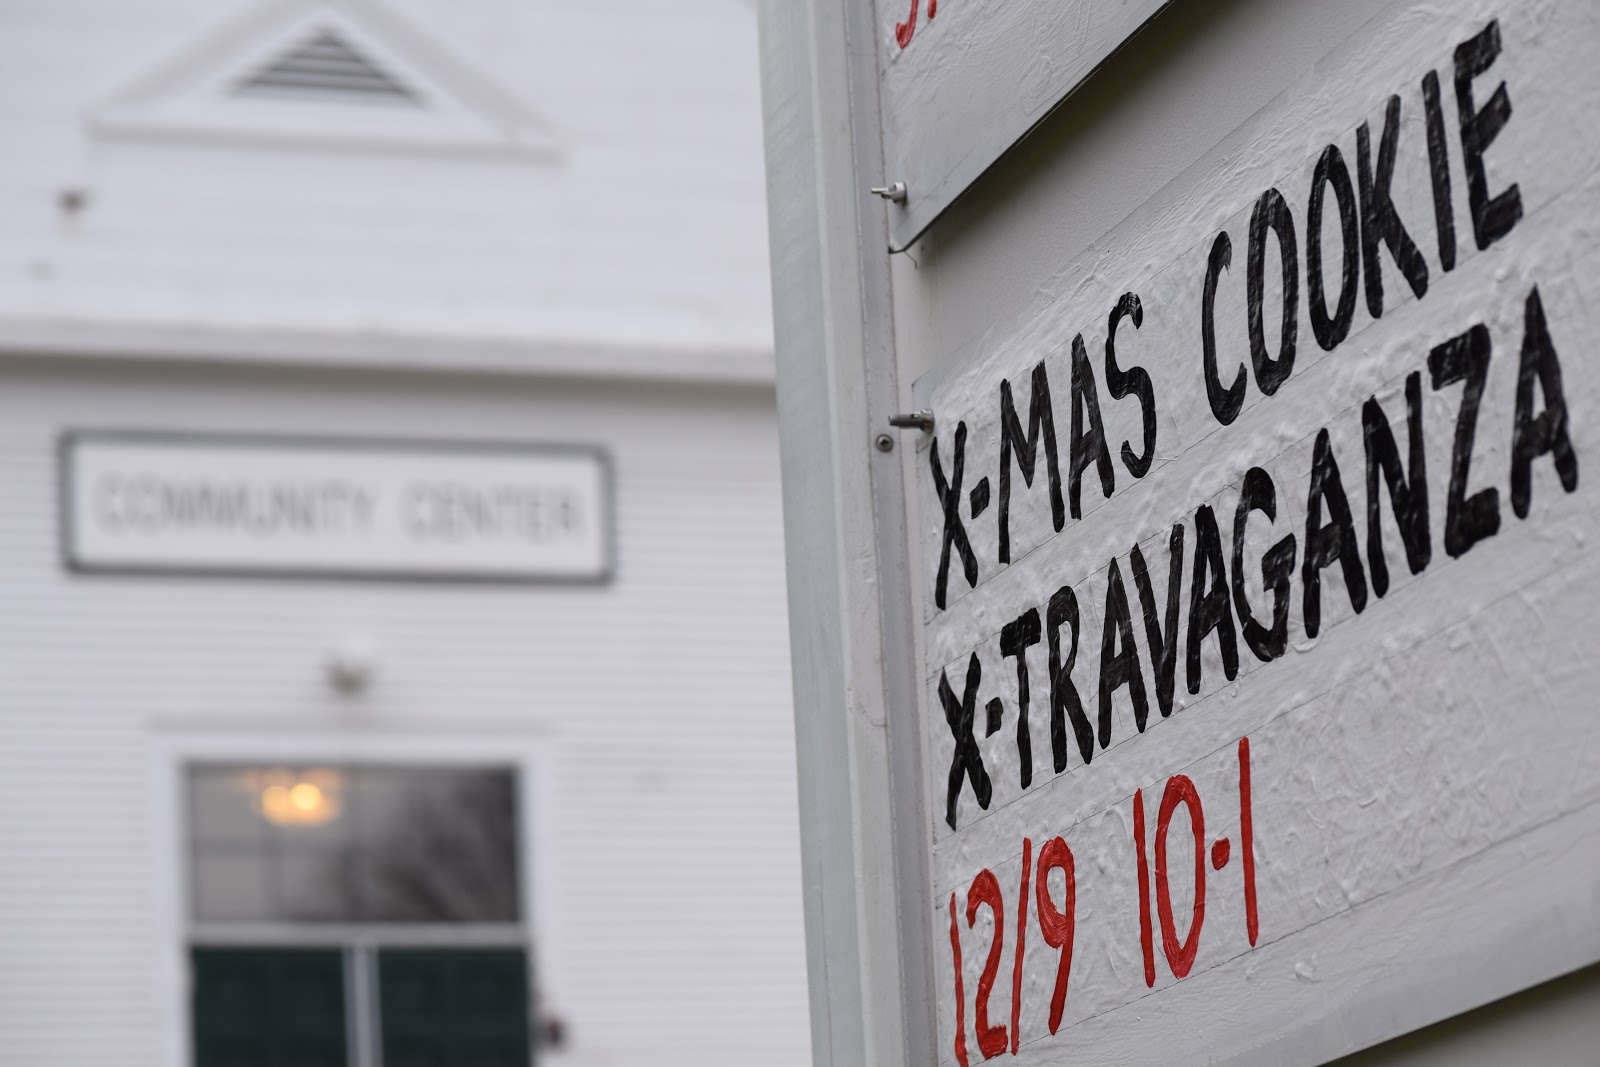 COMMUNITY CENTER
X-MAS COOKIE
X-TRAVAGANZA
12/9 10-1